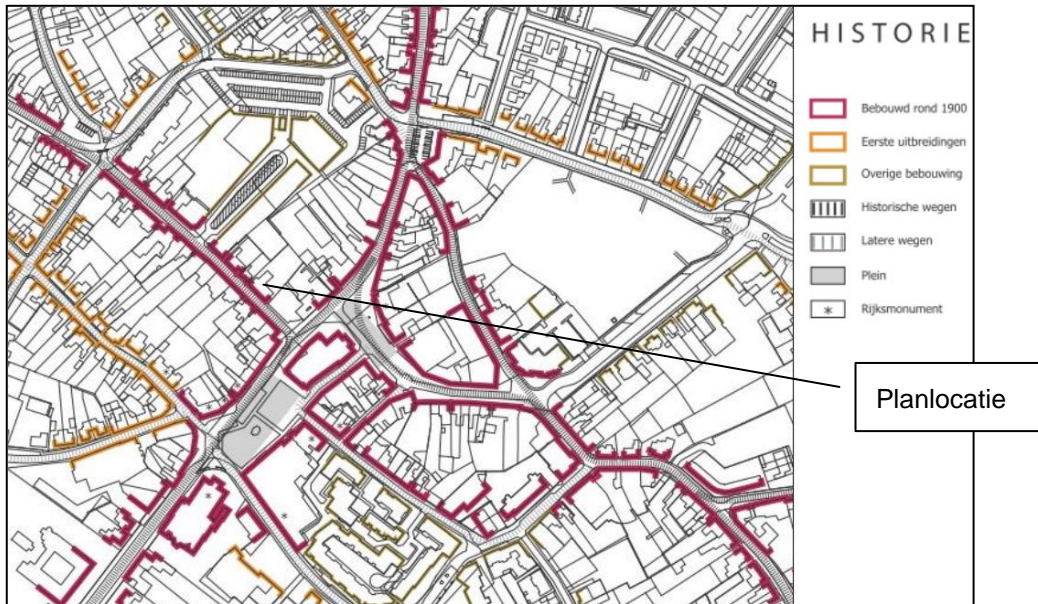 HISTORIE
Bebouwd rond 1900
Eerste uitbreidingen
Overige bebouwing
Historische wegen
Latere wegen
Plein
Rijksmonument
Planlocatie